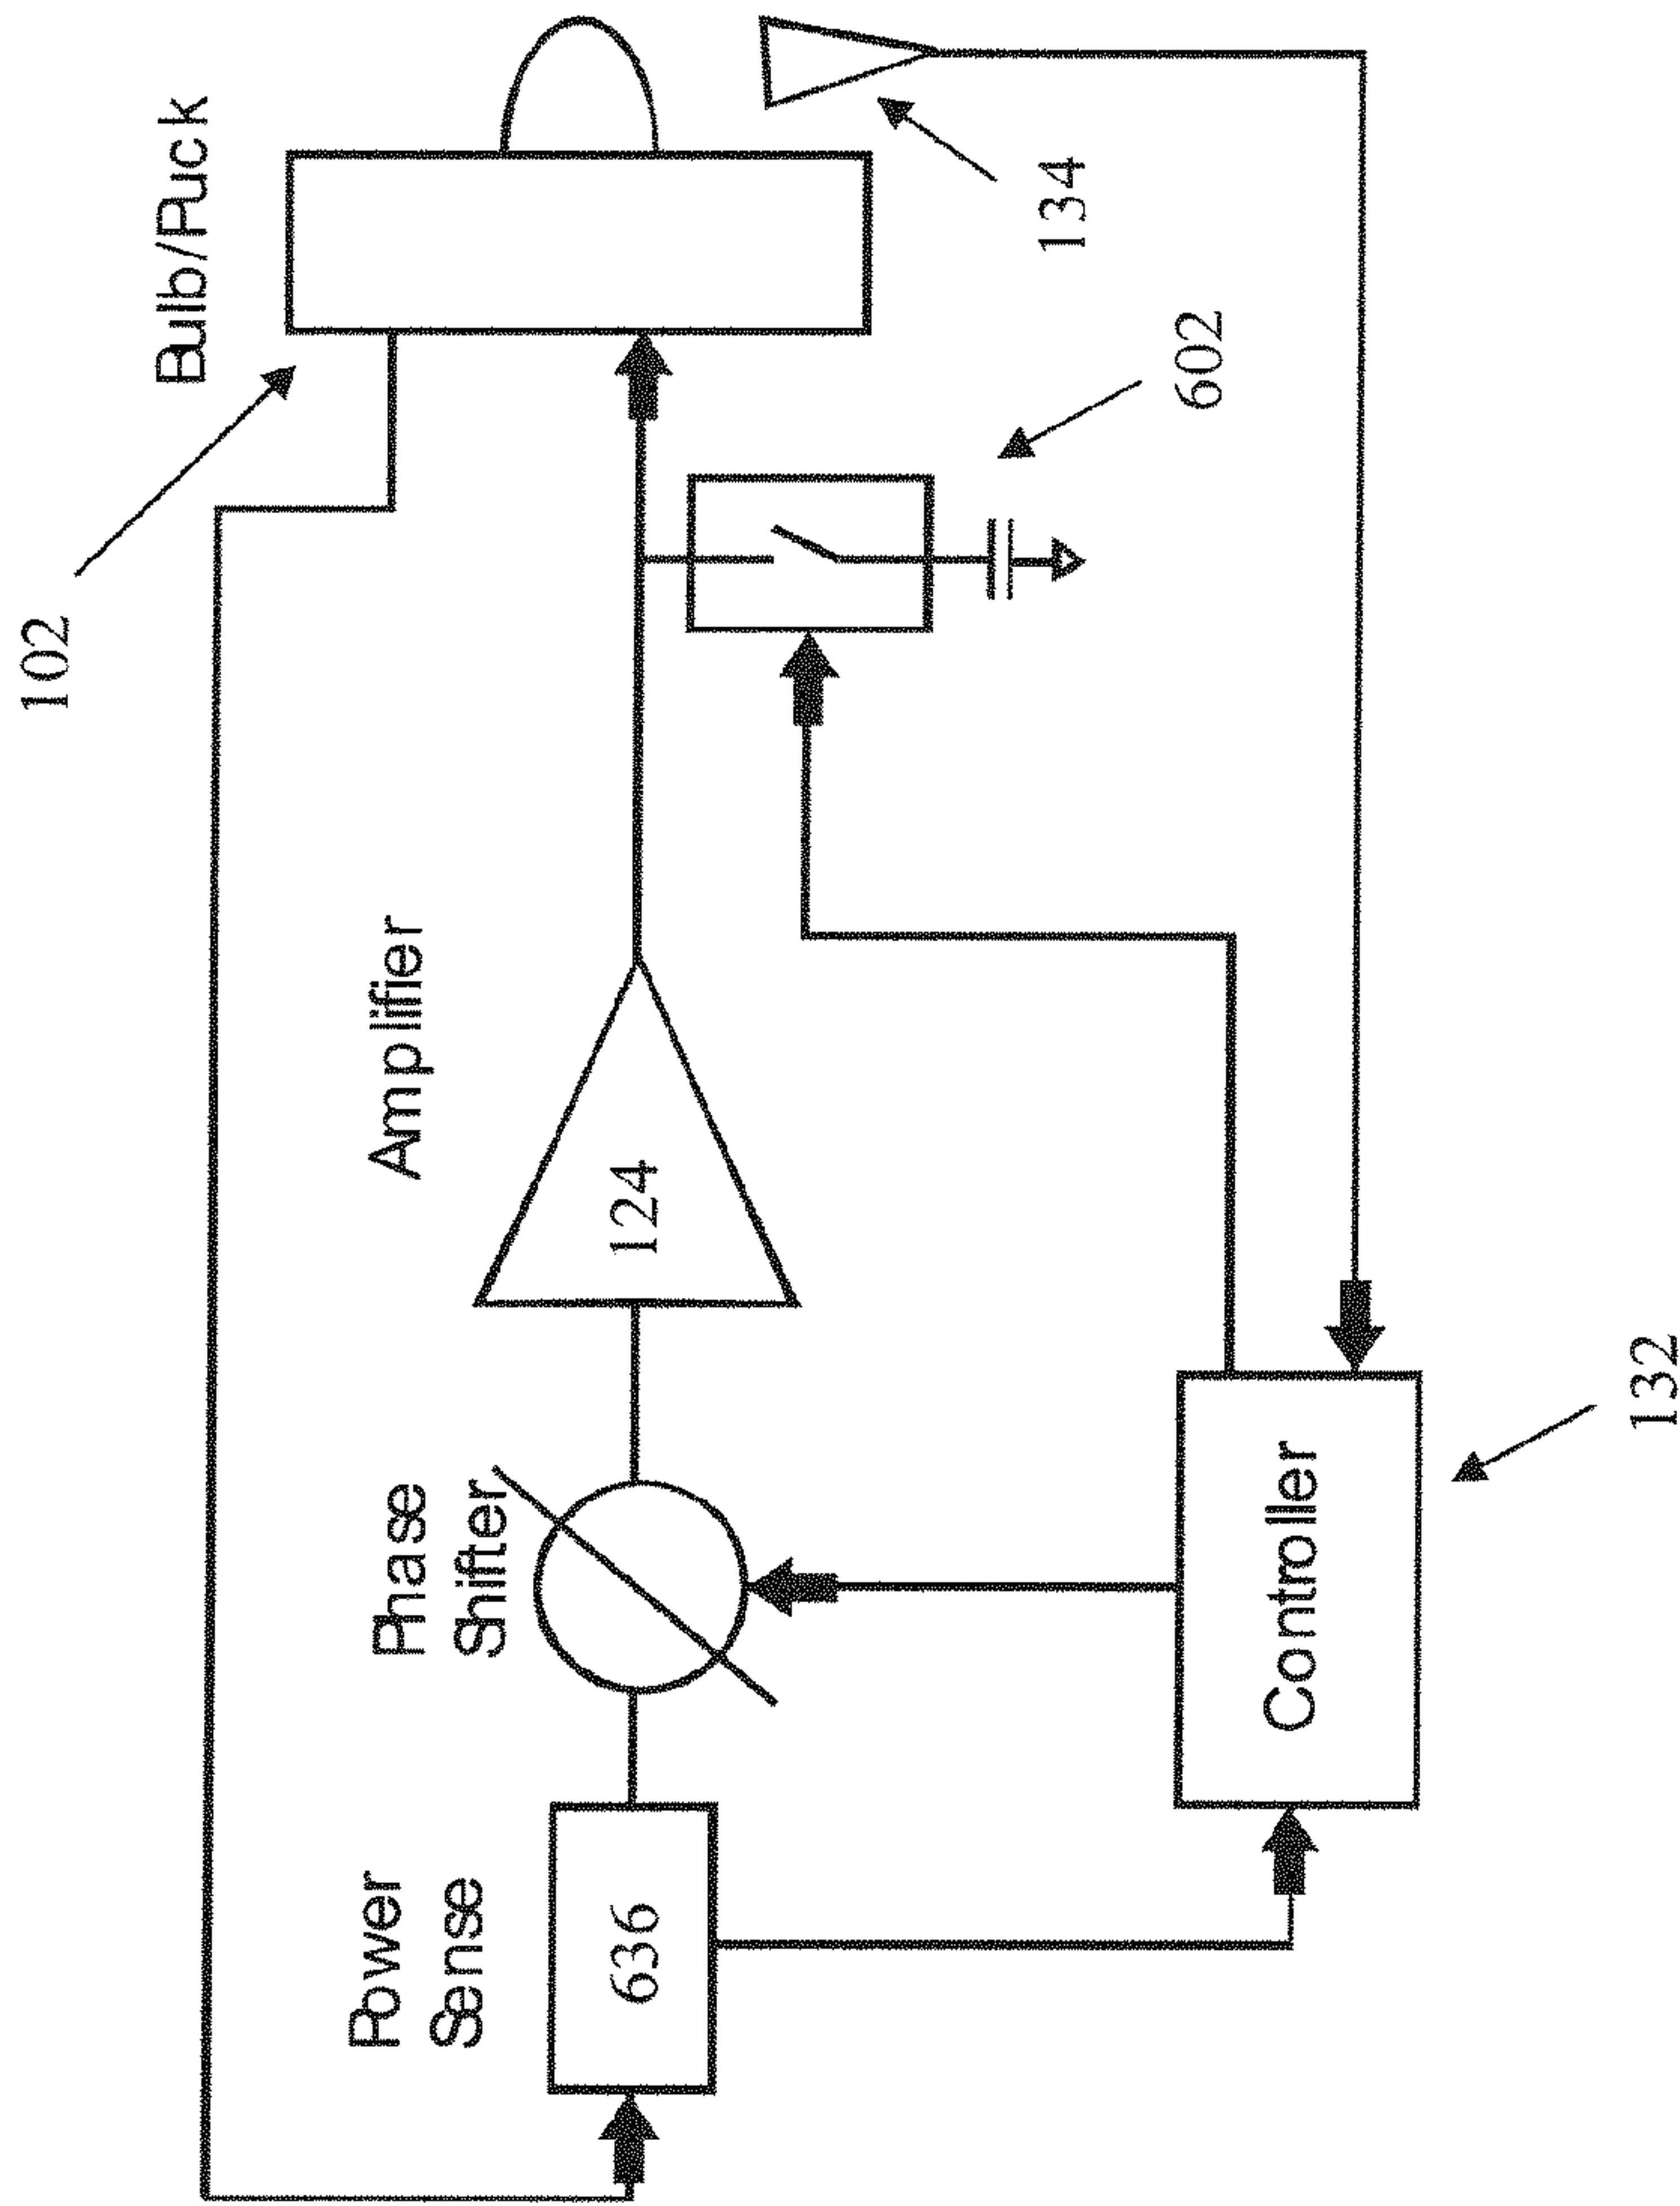 102
Bulb/Puck
Amplifier
Phase
Shifter
Power
Sense
124
636
134
602
Controller
132